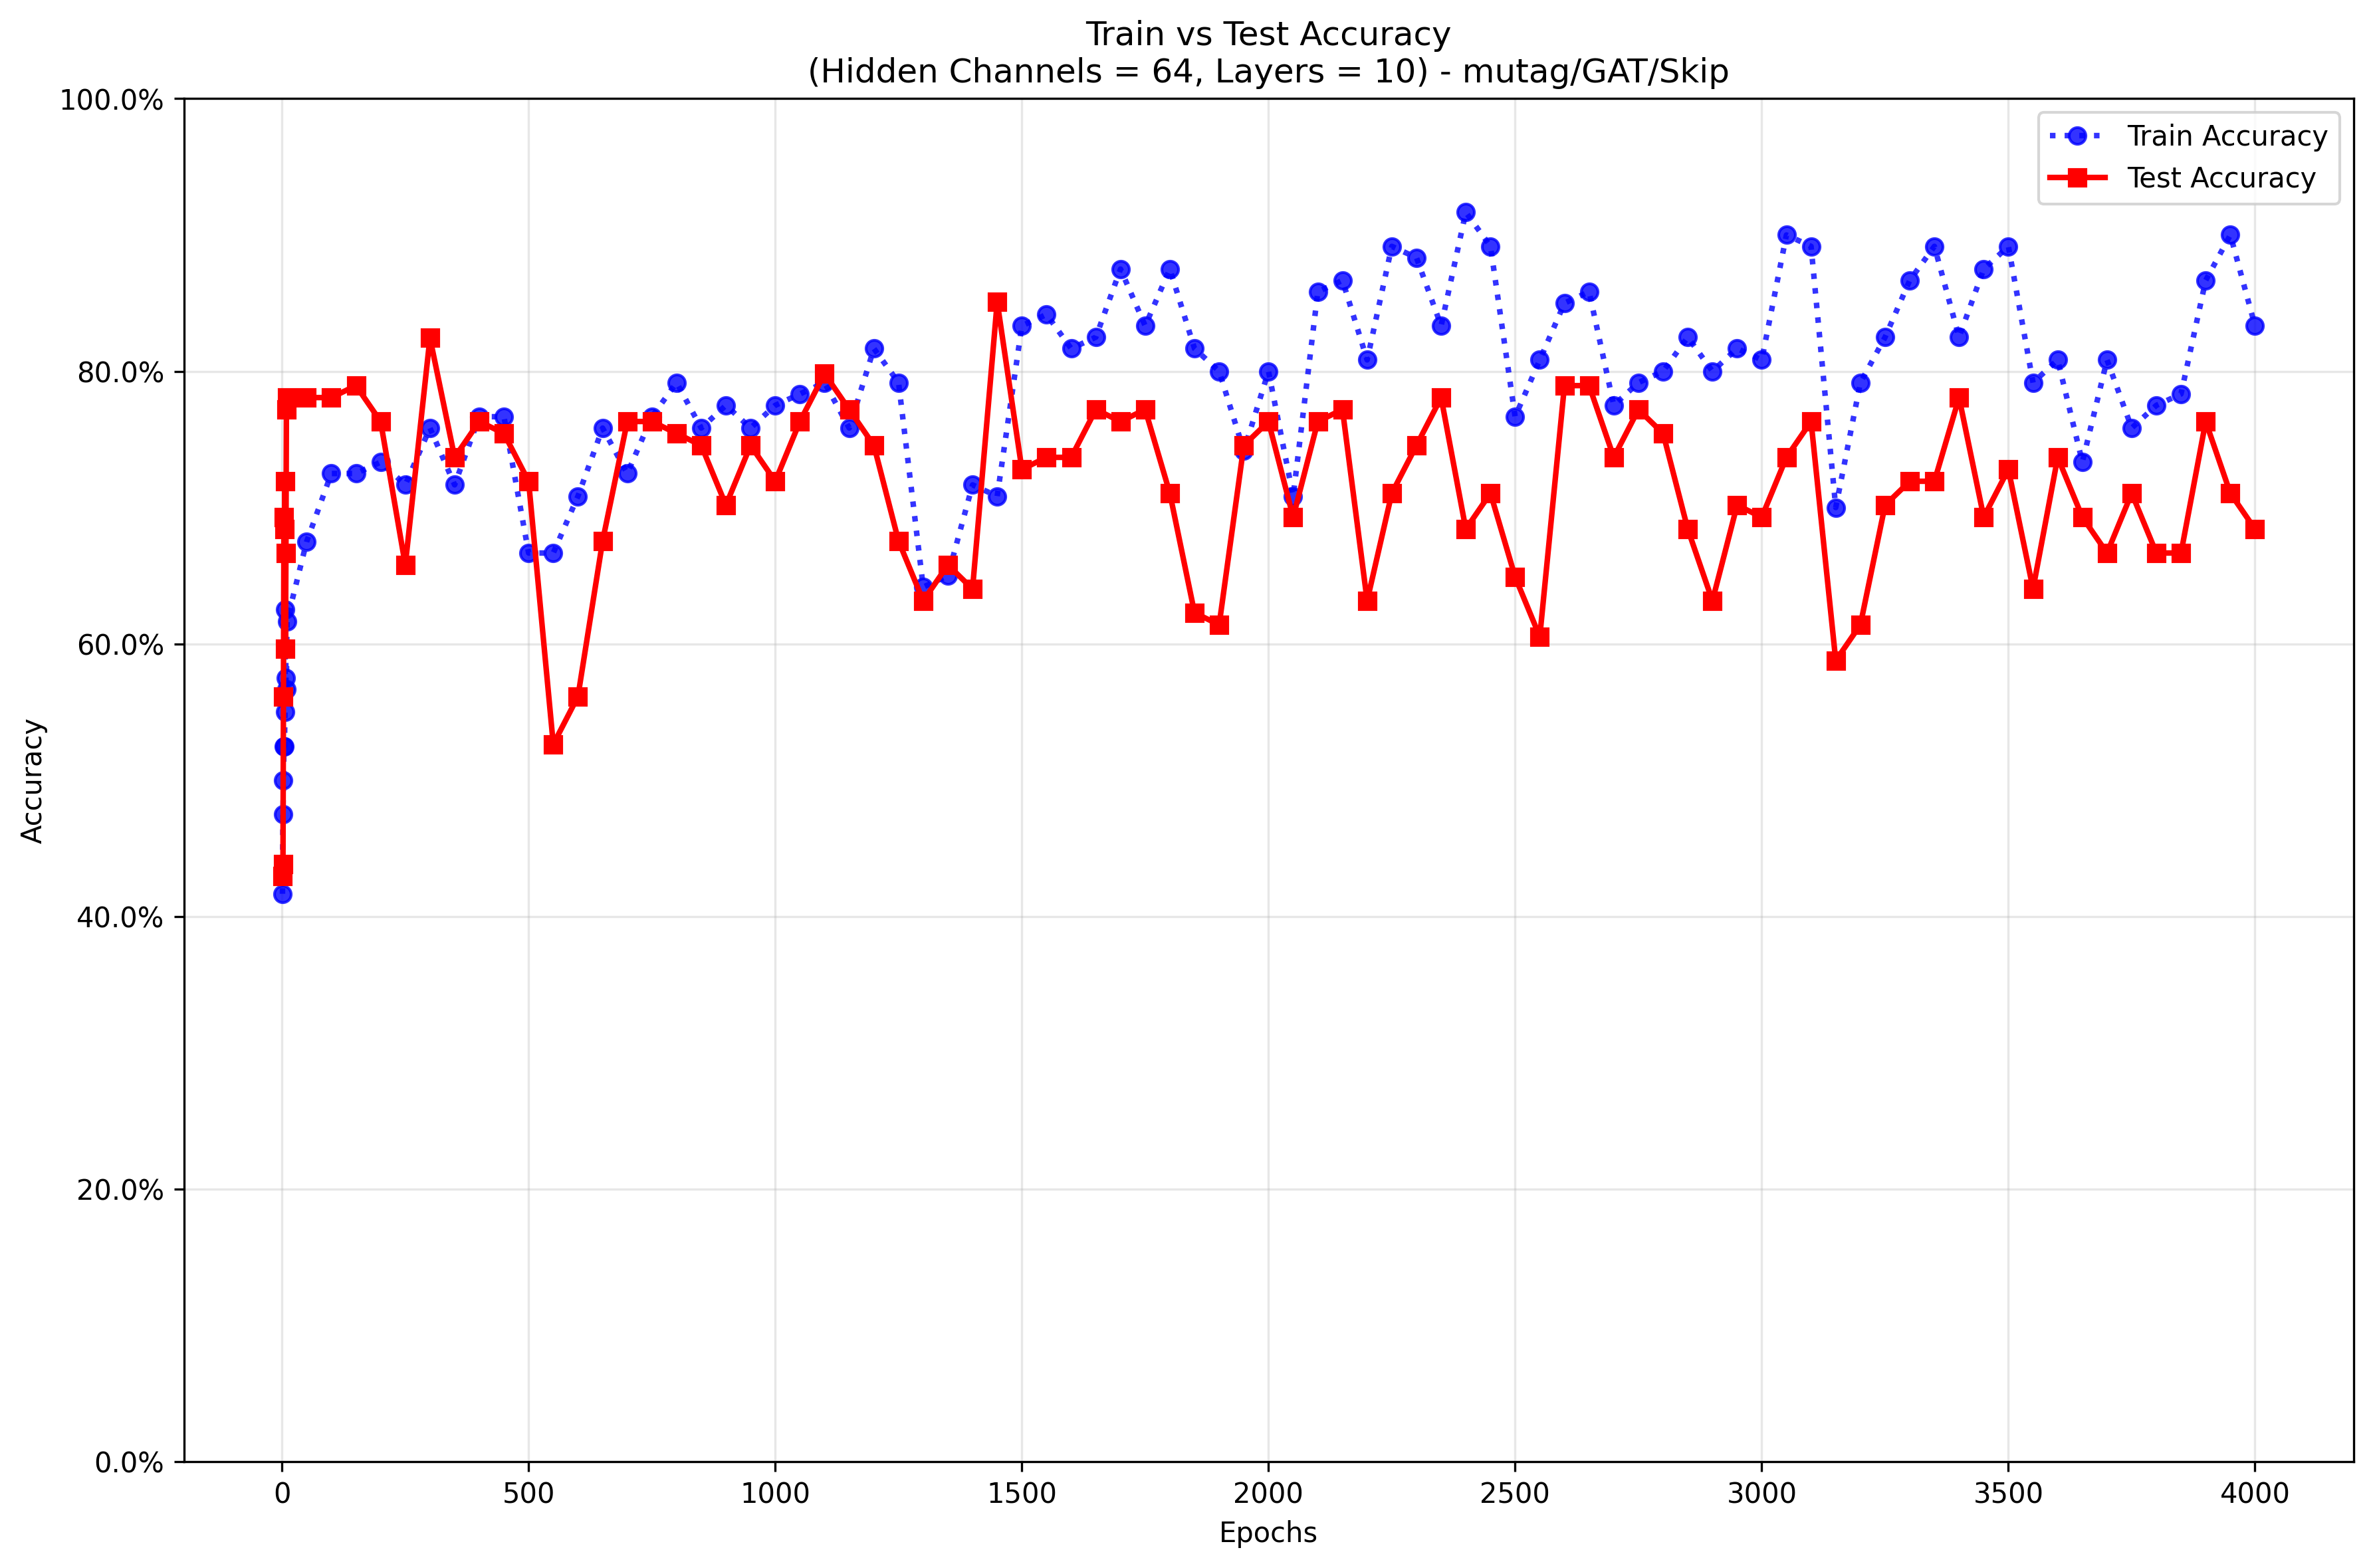 Train vs Test Accuracy
(Hidden Channels = 64, Layers = 10) - mutag/GAT/Skip
100.0%
80.0%
60.0%
40.0%
20.0%
0.0%
Accuracy
Train Accuracy
Test Accuracy
0
500
1000
1500
2000
2500
3000
3500
4000
Epochs